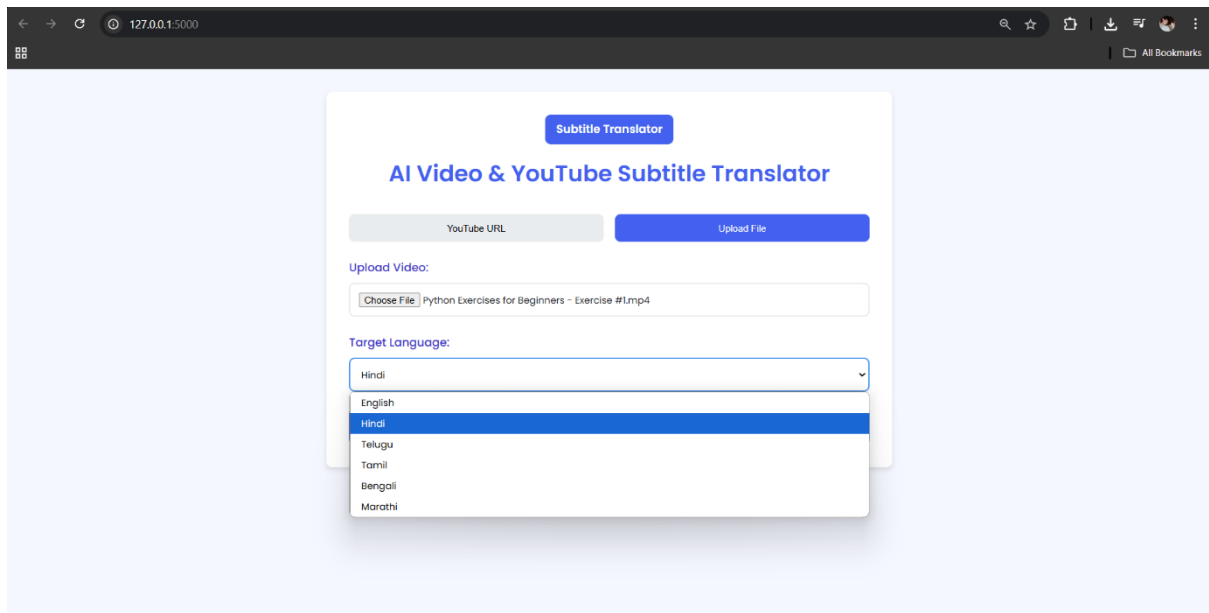 127.0.0.1:5000
All Bookmarks
Subtitle Translator
AI Video & YouTube Subtitle Translator
YouTube URL Upload File
Upload Video:
Choose File Python Exercises for Beginners - Exercise #1.mp4
Target Language:
Hindi
English
Hindi
Telugu
Tamil
Bengali
Marathi